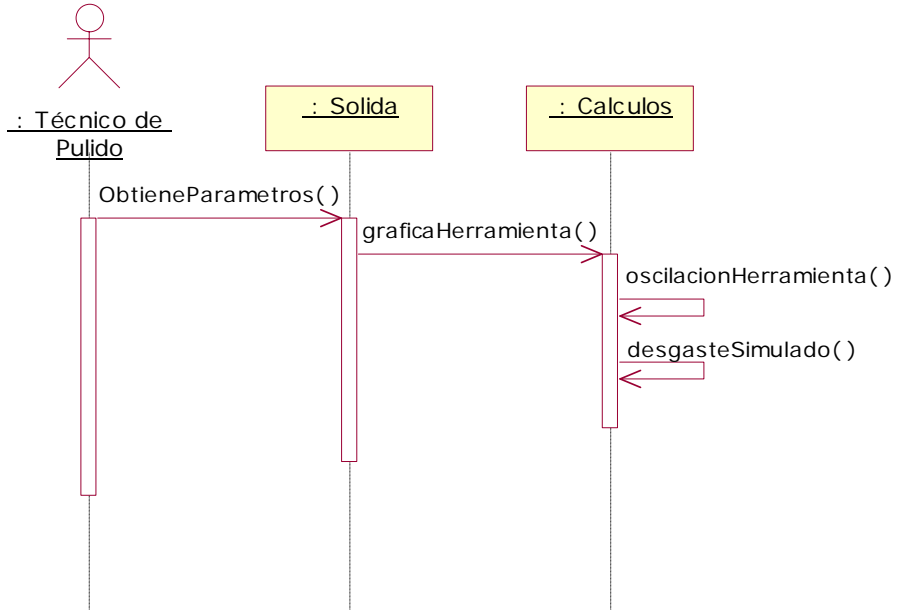 : Técnico de
Pulido
: Solida
: Calculos
ObtieneParametros()
graficaHerramienta()
oscilacionHerramienta()
desgasteSimulado()